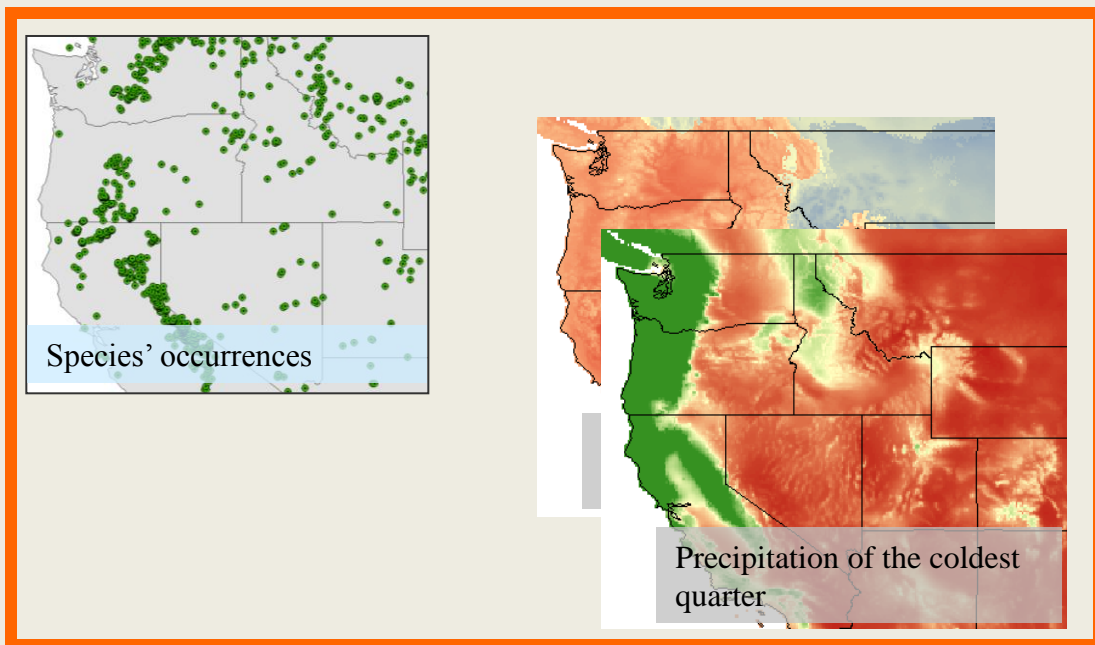 Species’ occurrences
Precipitation of the coldest
quarter